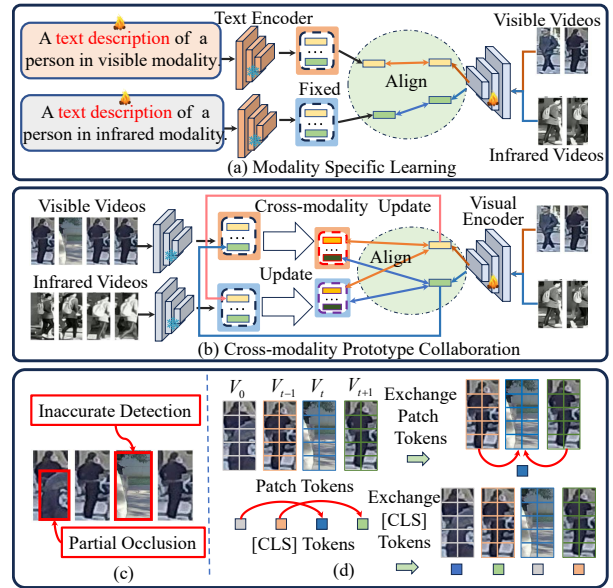 Text Encoder
Visible Videos
A text description of a
person in visible modality.
Fixed
Align
A text description of a
person in infrared modality.
Infrared Videos
(a) Modality Specific Learning
Visible Videos
Cross-modality
Update
Visual
Encoder
...
Align
Infrared Videos
Update
...
(b) Cross-modality Prototype Collaboration
Inaccurate Detection
Partial Occlusion
(c)
V0
Vt−1
Vt
Vt+1
Exchange
Patch
Tokens
Patch Tokens
[CLS] Tokens
Exchange
[CLS]
Tokens
(d)